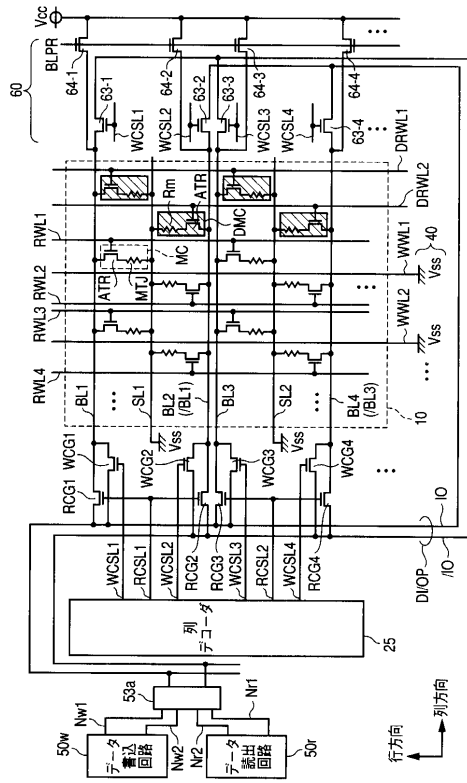 60
BLPR
Vcc
64-1
64-2
64-3
64-4
63-1
63-2
63-3
63-4
WCSL1
WCSL2
WCSL3
WCSL4
DRWL1
DRWL2
Rm
ATR
DMC
RWL1
RWL2
RWL3
RWL4
ATR
MTJ
MC
WWL1
WWL2
40
Vss
Vss
BL1
SL1
BL2
(/BL1)
BL3
SL2
BL4
(/BL3)
10
Vss
Vss
RCG1
WCG1
WCG2
RCG2
RCG3
WCG3
WCG4
RCG4
WCSL1
RCSL1
WCSL2
WCSL3
RCSL2
WCSL4
IO
/IO
DI/OP
列
デコーダ
25
53a
Nw1
Nw2
Nr2
Nr1
50w
データ
書込
回路
データ
読出
回路
50r
行方向
列方向